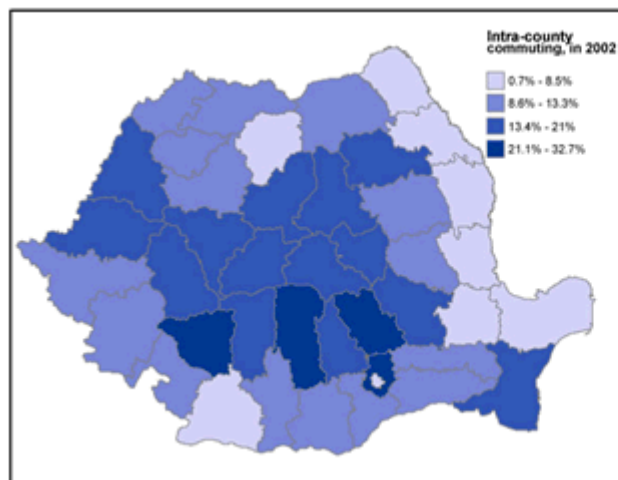 Intra-county
commuting, in 2002
0.7% - 8.5%
8.6% - 13.3%
13.4% - 21%
21.1% - 32.7%